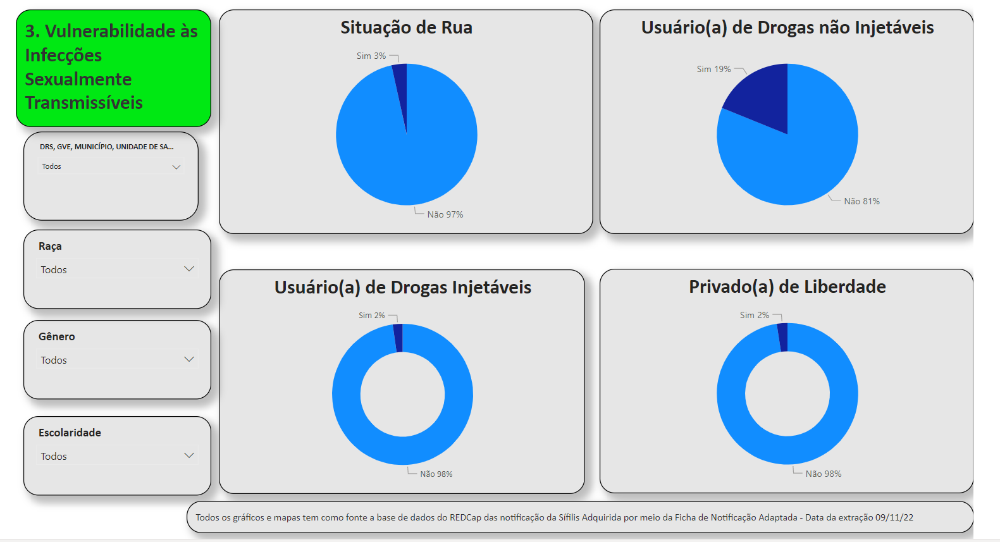 3. Vulnerabilidade às
Infecções
Sexualmente
Transmissíveis
DRS, GVE, MUNICÍPIO, UNIDADE DE SA...
Todos
Raça
Todos
Gênero
Todos
Escolaridade
Todos
Situação de Rua
Sim 3%
Não 97%
Usuário(a) de Drogas não Injetáveis
Sim 19%
Não 81%
Usuário(a) de Drogas Injetáveis
Sim 2%
Não 98%
Privado(a) de Liberdade
Sim 2%
Não 98%
Todos os gráficos e mapas tem como fonte a base de dados do REDCap das notificação da Sífilis Adquirida por meio da Ficha de Notificação Adaptada - Data da extração 09/11/22